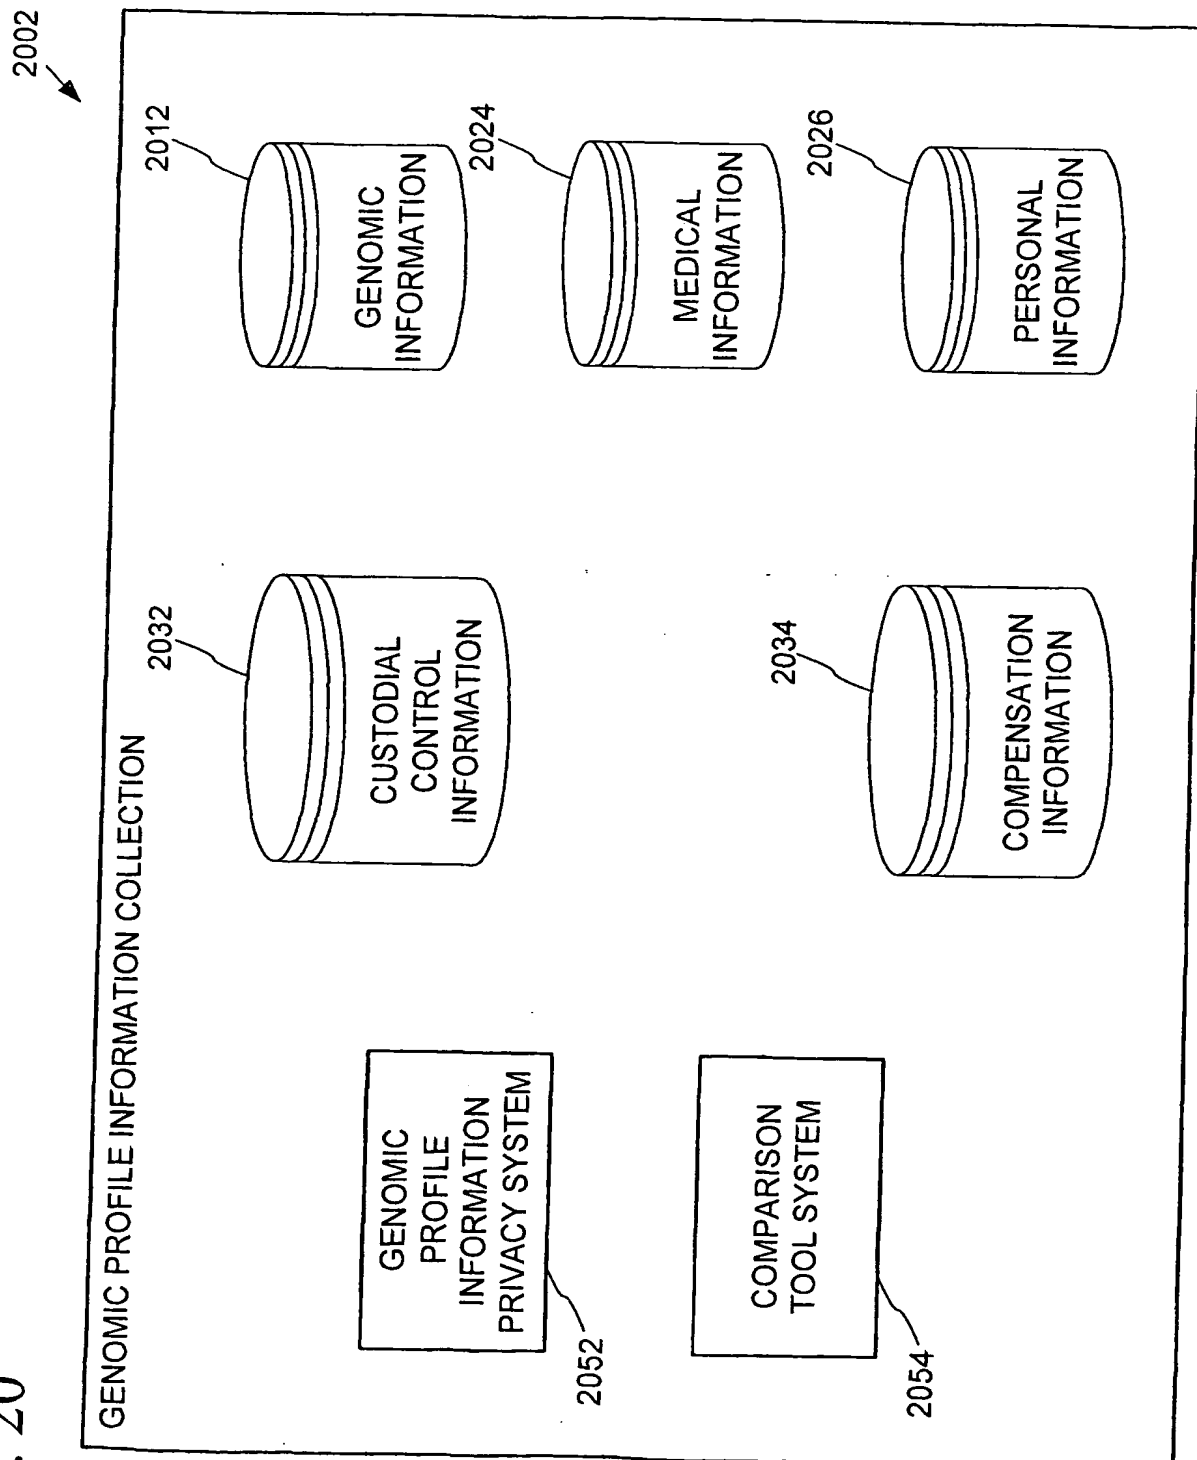 2002
GENOMIC PROFILE INFORMATION COLLECTION
GENOMIC
PROFILE
INFORMATION
PRIVACY SYSTEM
2052
COMPARISON
TOOL SYSTEM
2054
2032
CUSTODIAL
CONTROL
INFORMATION
2034
COMPENSATION
INFORMATION
2012
GENOMIC
INFORMATION
2024
MEDICAL
INFORMATION
2026
PERSONAL
INFORMATION
. 20